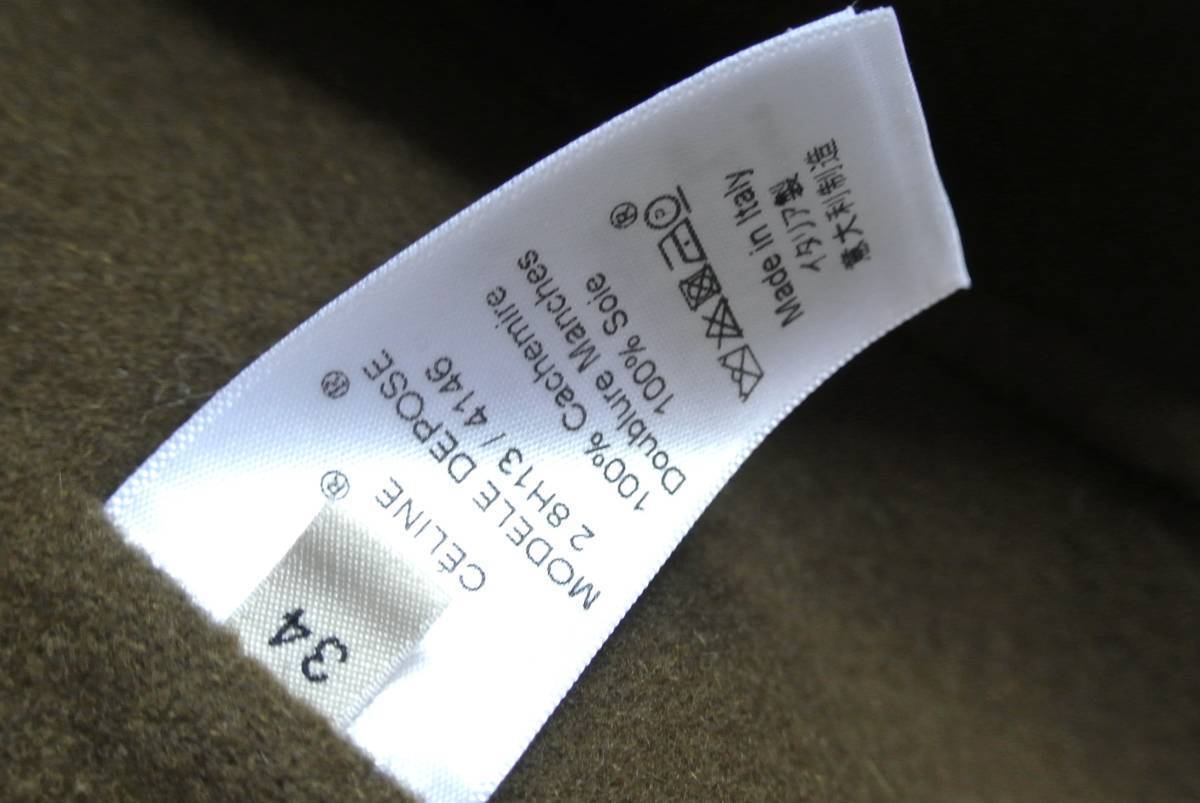 34
CÉLINE ®
MODELE DEPOSE ®
2 8H13 / 4146
100% Cachemire
Doublure Manches
100% Soie
®
P
Made in Italy
イタリア製
意大利制造